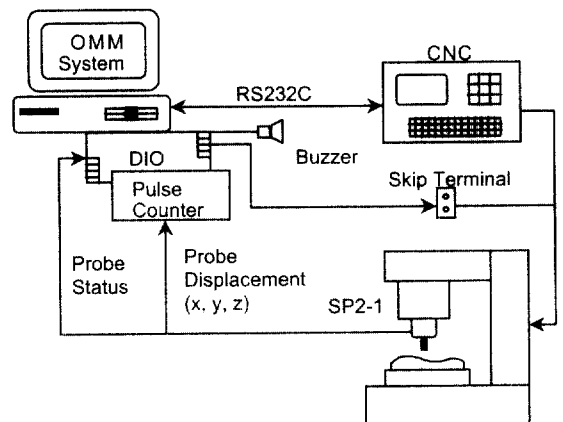 OMM
System
CNC
RS232C
DIO
Buzzer
Pulse
Counter
Skip Terminal
Probe
Status
Probe
Displacement
(x, y, z)
SP2-1